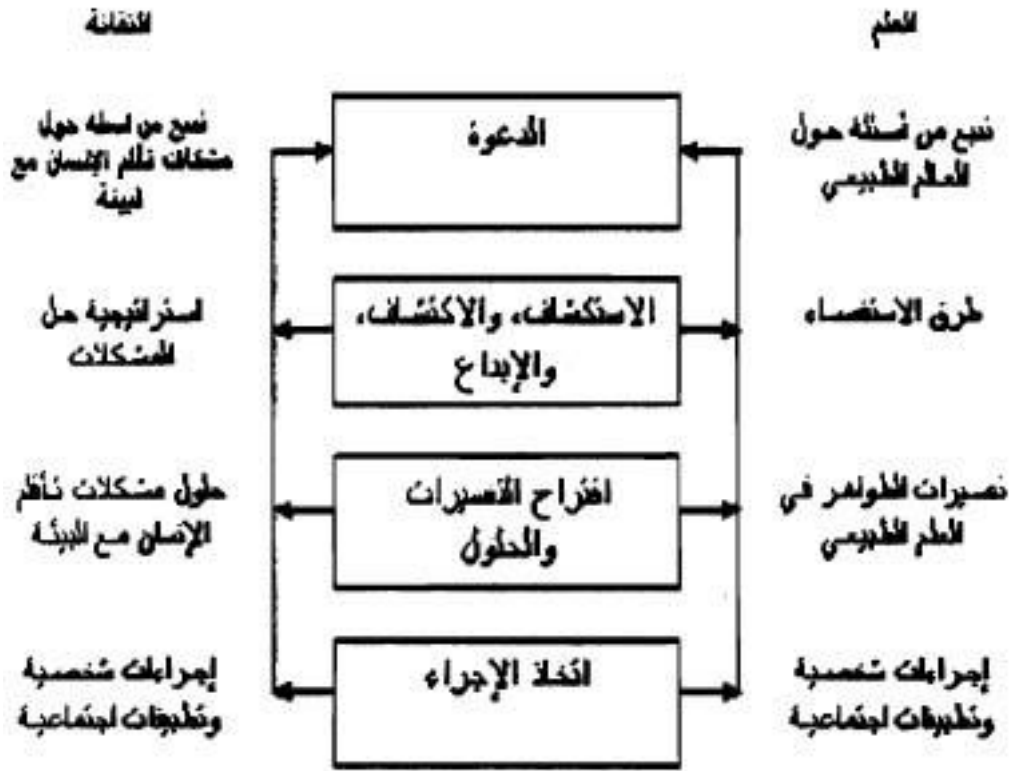 العلم
التقانة
تنبع من أسئلة حول
العالم الطبيعي
الدعوة
تنبع من أسئلة حول
مشكلات تأقلم الإنسان مع
البيئة
طرق الاستقصاء
الاستكشاف، والاكتشاف،
والإبداع
استراتيجية حل
المشكلات
تفسيرات الظواهر في
العلم الطبيعي
اقتراح التفسيرات
والحلول
حلول مشكلات تأقلم
الإنسان مع البيئة
إجراءات شخصية
وتطبيقات اجتماعية
اتخاذ الإجراء
إجراءات شخصية
وتطبيقات اجتماعية